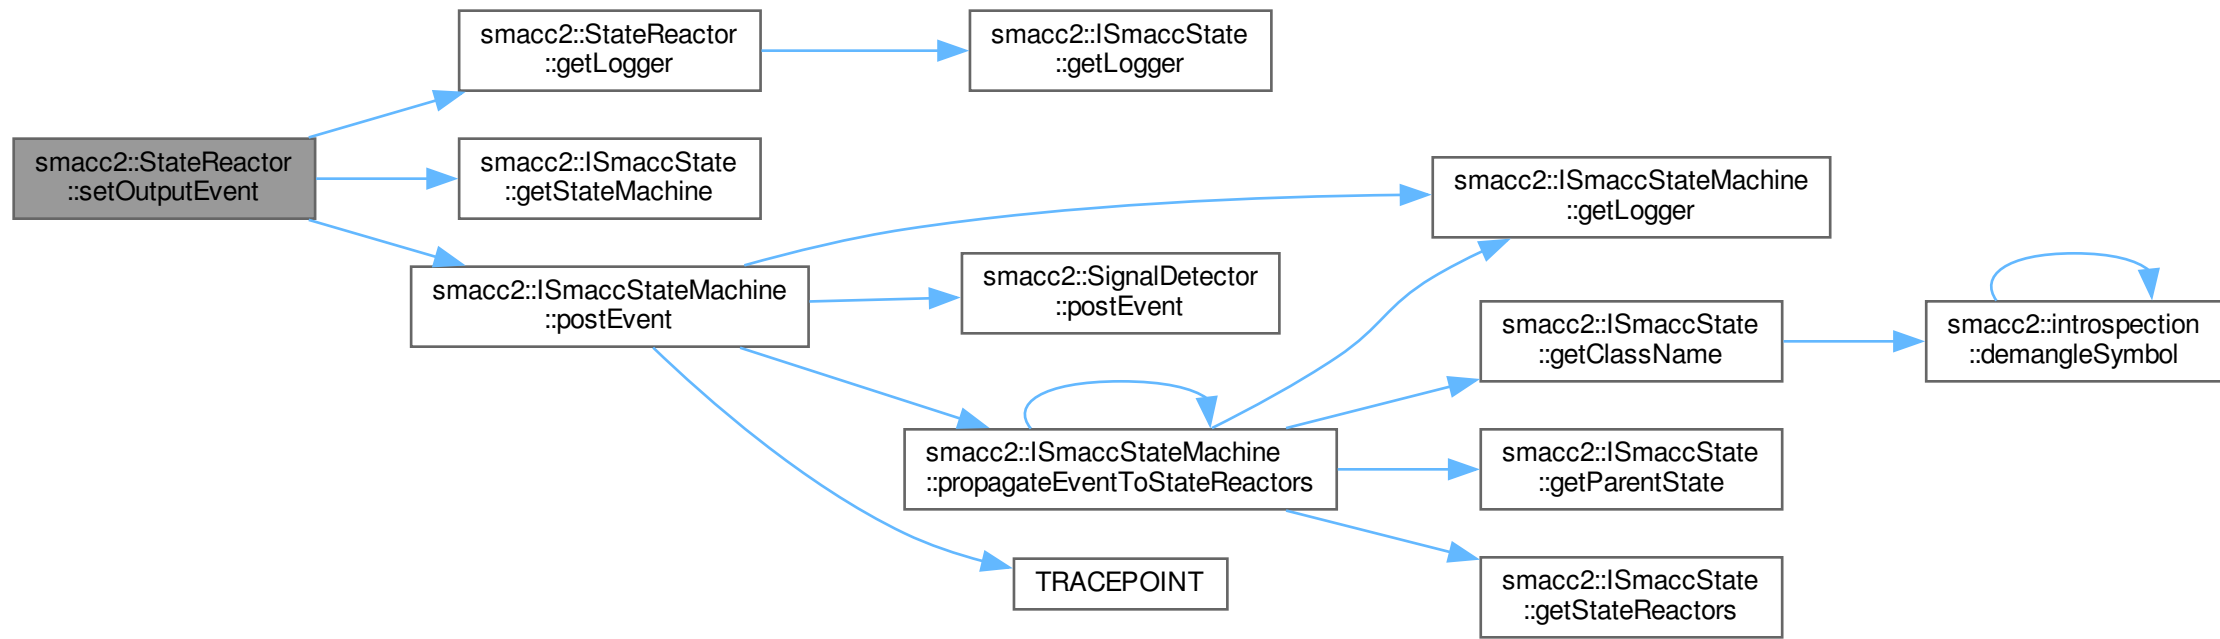 smacc2::StateReactor
::setOutputEvent
smacc2::StateReactor
::getLogger
smacc2::ISmaccState
::getLogger
smacc2::ISmaccState
::getStateMachine
smacc2::ISmaccStateMachine
::postEvent
smacc2::ISmaccStateMachine
::getLogger
smacc2::SignalDetector
::postEvent
smacc2::ISmaccStateMachine
::propagateEventToStateReactors
smacc2::ISmaccState
::getClassName
smacc2::introspection
::demangleSymbol
smacc2::ISmaccState
::getParentState
smacc2::ISmaccState
::getStateReactors
TRACEPOINT